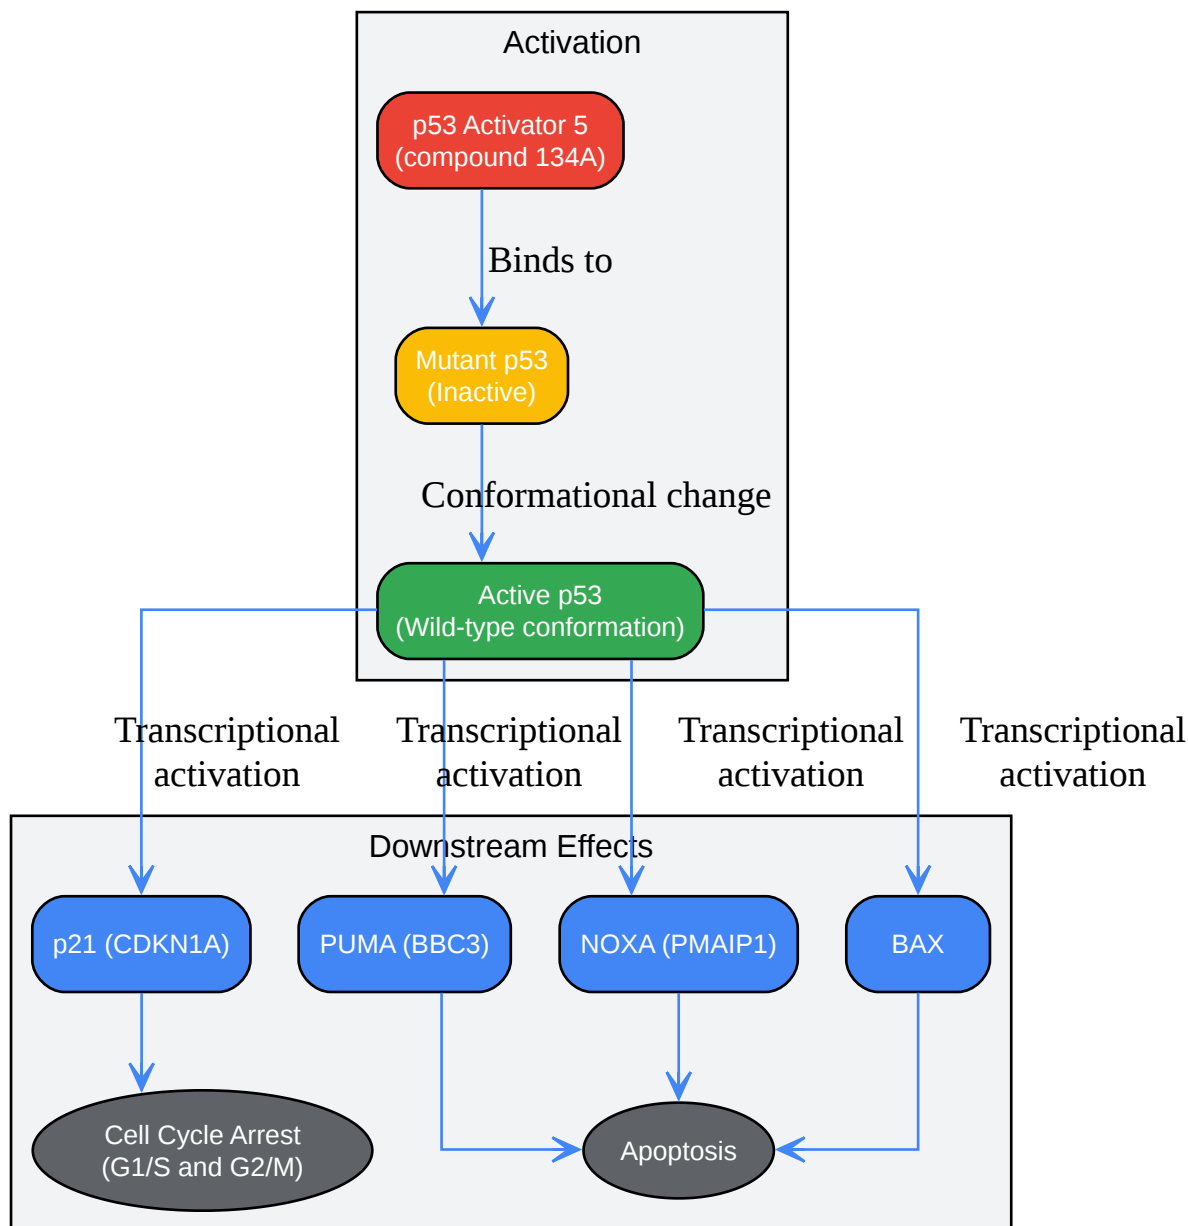 Activation
p53 Activator 5
(compound 134A)
Binds to
Mutant p53
(Inactive)
Conformational change
Active p53
(Wild-type conformation)
Transcriptional
activation
Transcriptional
activation
Transcriptional
activation
Transcriptional
activation
Downstream Effects
p21 (CDKN1A)
PUMA (BBC3)
NOXA (PMAIP1)
BAX
Cell Cycle Arrest
(G1/S and G2/M)
Apoptosis